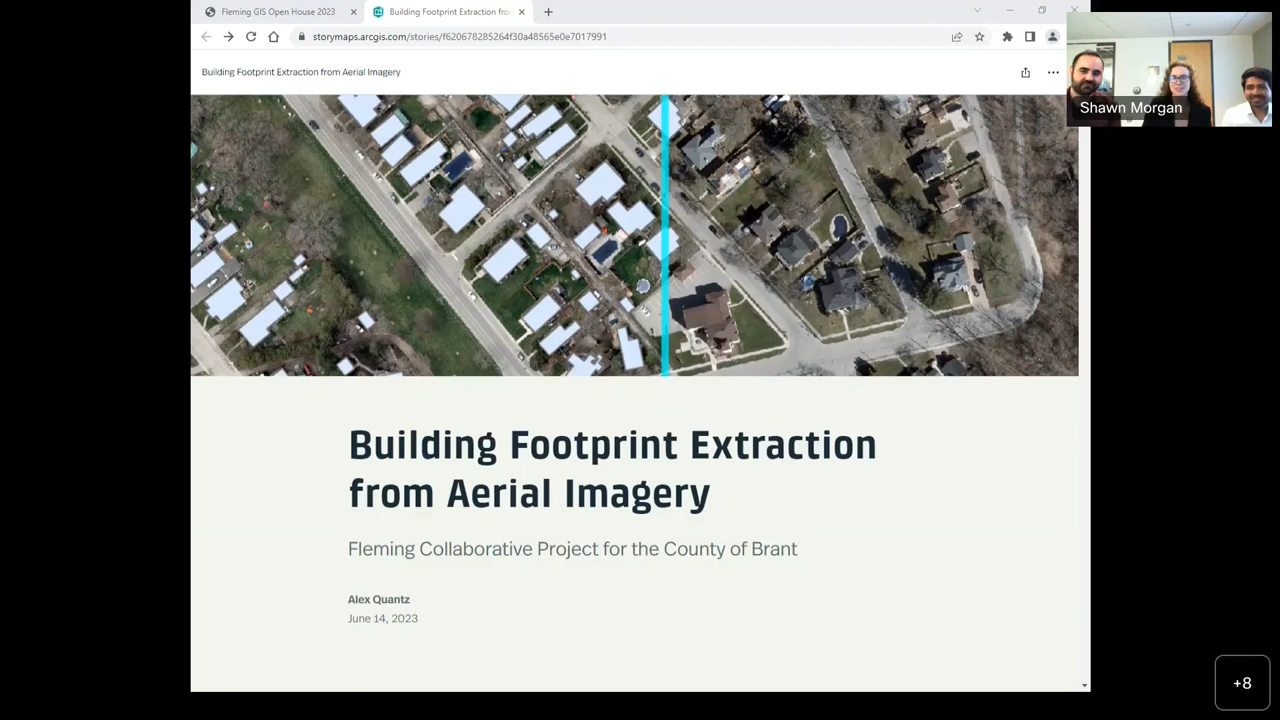 Fleming GIS Open House 2023
Building Footprint Extraction fro
storymaps.arcgis.com/stories/f620678285264f30a48565e0e7017991
Building Footprint Extraction from Aerial Imagery
Shawn Morgan
Building Footprint Extraction
from Aerial Imagery
Fleming Collaborative Project for the County of Brant
Alex Quantz
June 14, 2023
+8